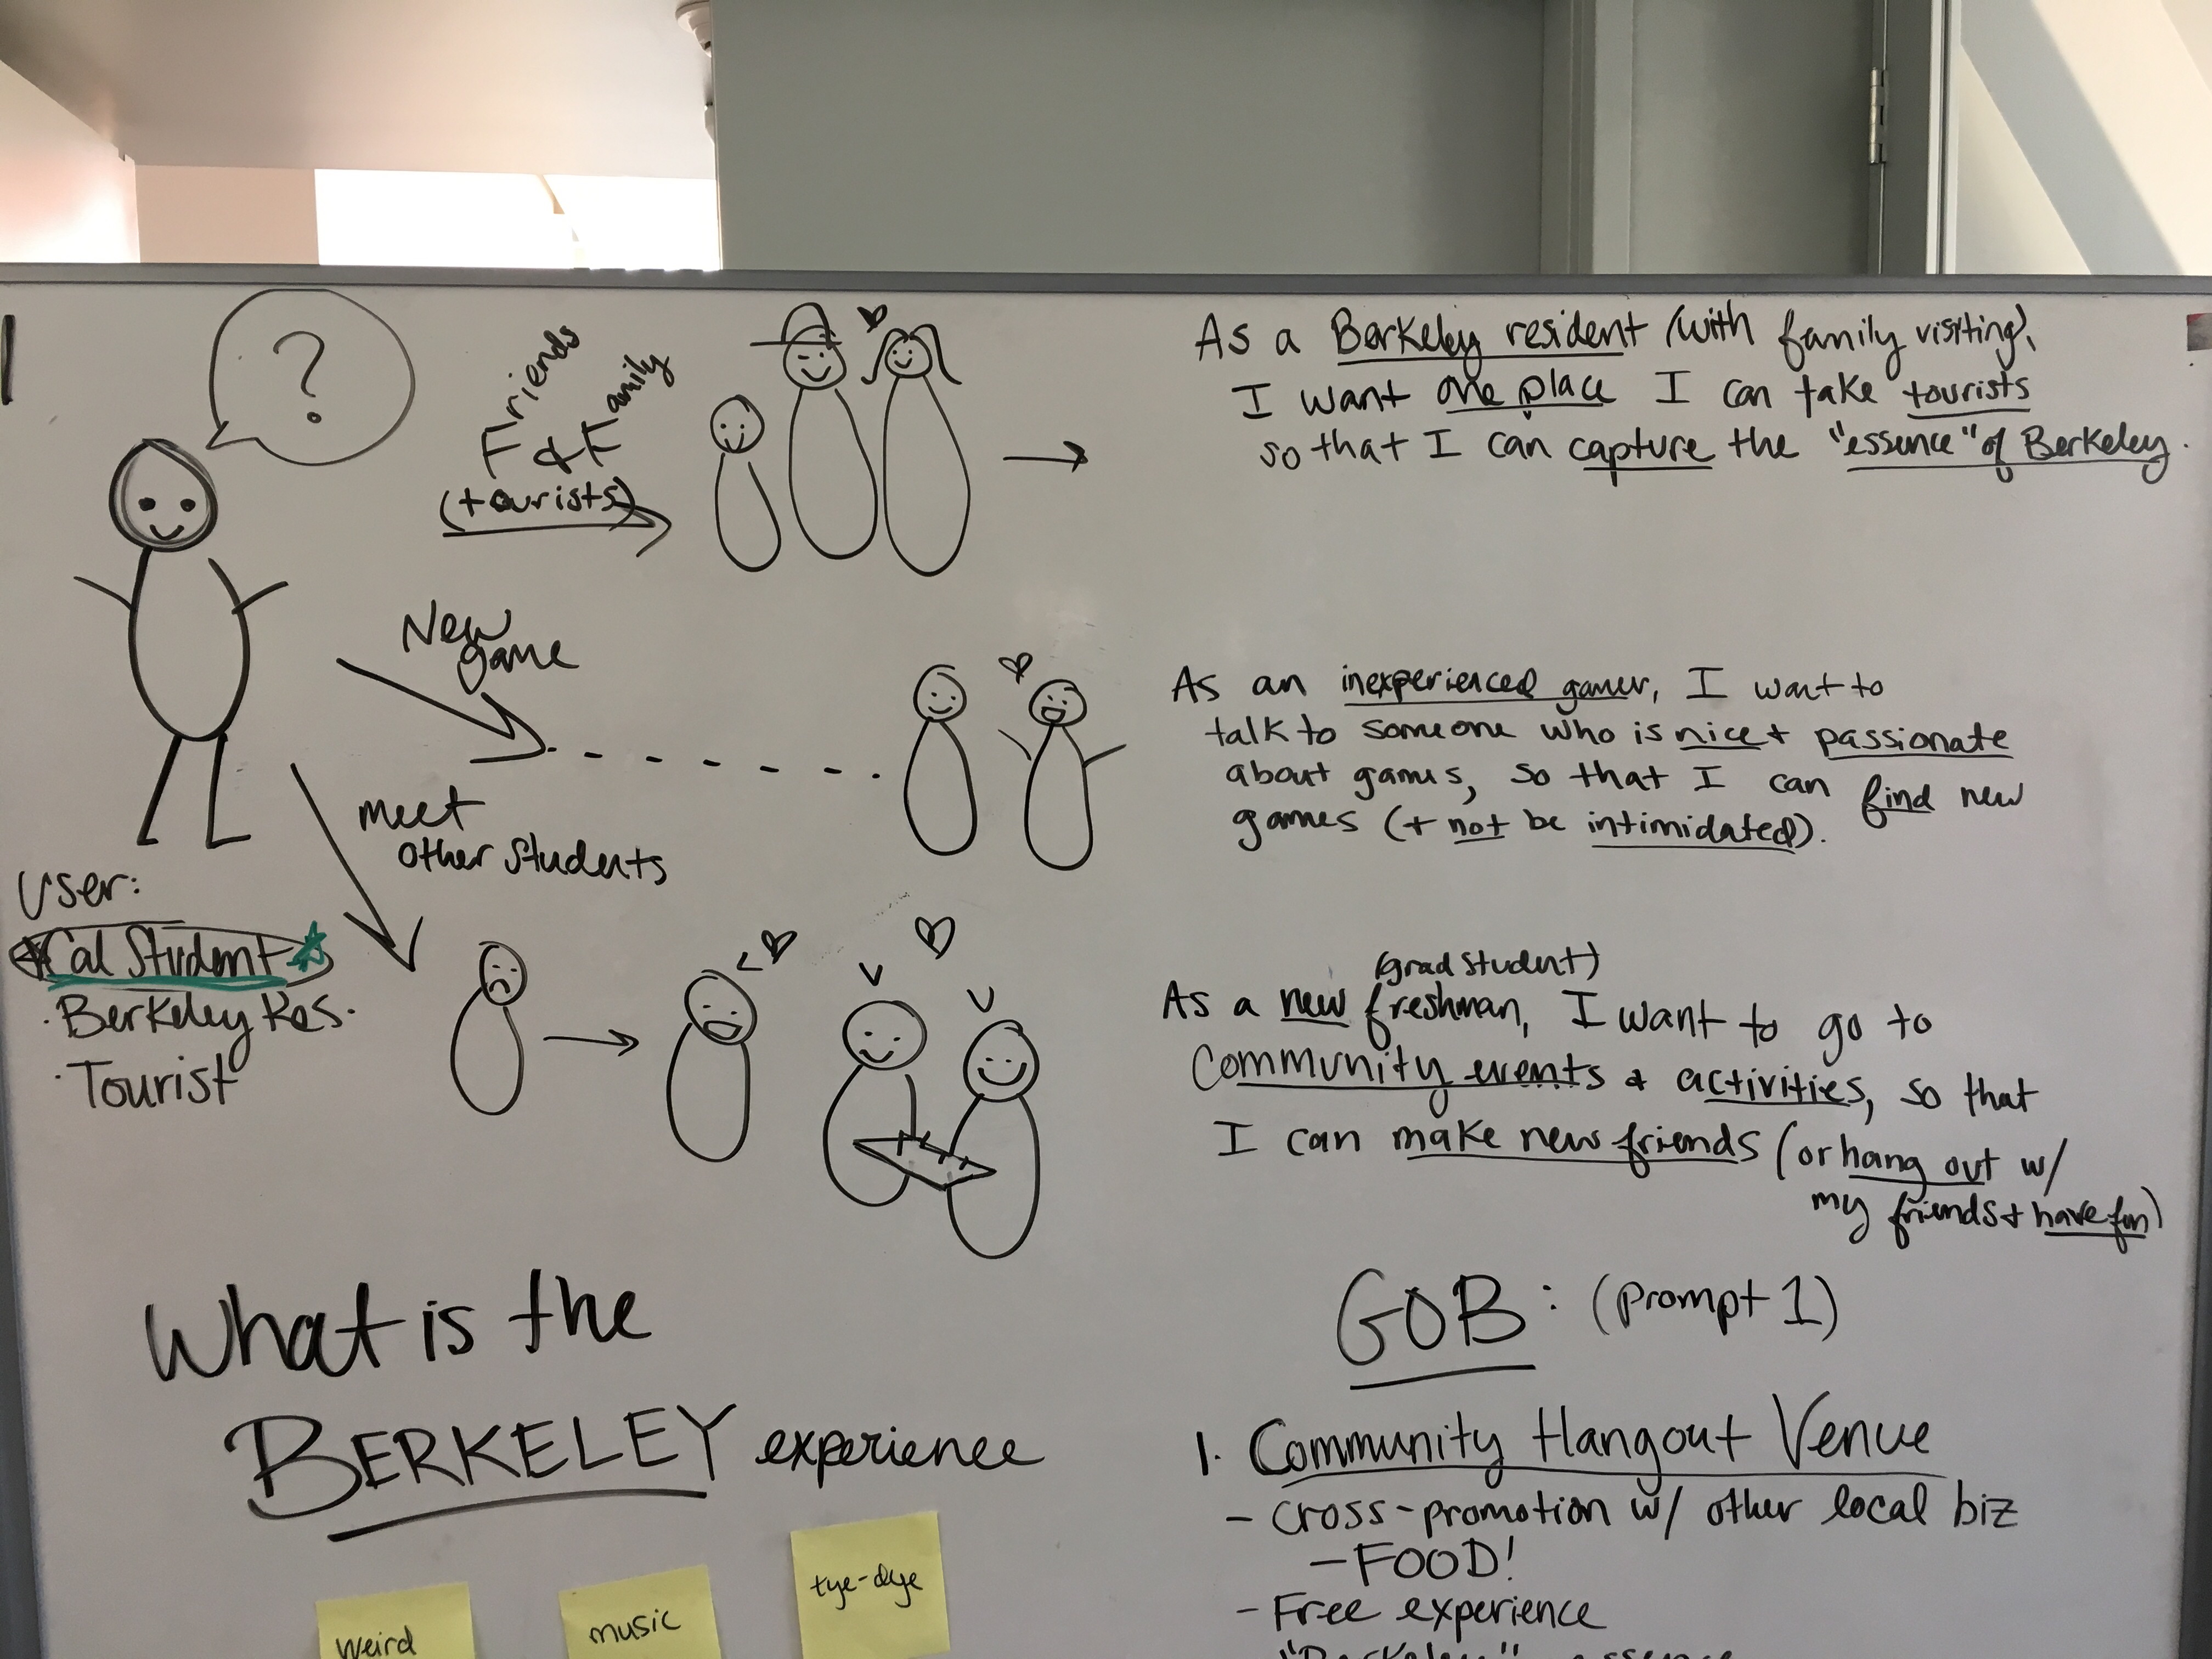 ?
Friends
& Family
(tourists)
As a Berkeley resident (with family visiting),
I want one place I can take tourists
so that I can capture the "essence" of Berkeley.
New
game
As an inexperienced gamer, I want to
talk to someone who is nice + passionate
about games, so that I can find new
games (+ not be intimidated).
meet
other students
User:
Cal Student
· Berkeley Res.
· Tourist
(grad student)
As a new freshman, I want to go to
Community events & activities, so that
I can make new friends (or hang out w/
my friends + have fun)
What is the
BERKELEY experience
GOB: (Prompt 1)
1. Community Hangout Venue
- cross-promotion w/ other local biz
- FOOD!
- Free experience
"Berkeley" essence
weird
music
tye-dye